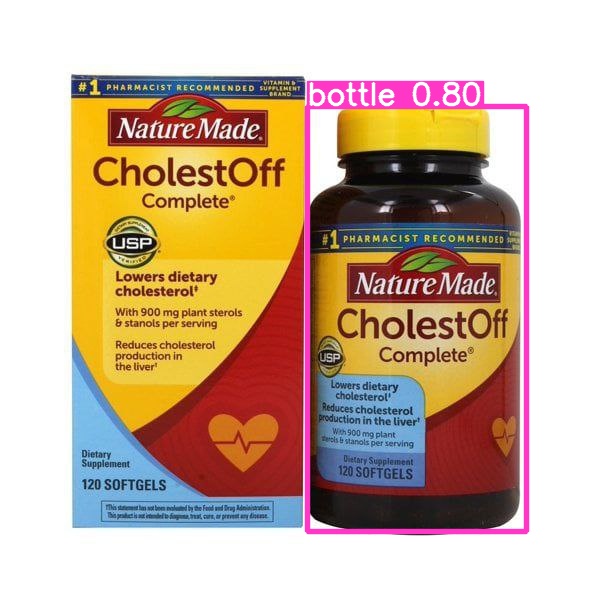 #1 PHARMACIST RECOMMENDED VITAMIN & SUPPLEMENT BRAND
Nature Made®
CholestOff
Complete®
USP
VERIFIED
Lowers dietary
cholesterol‡
With 900 mg plant sterols
& stanols per serving
Reduces cholesterol
production in
the liver†
Dietary
Supplement
120 SOFTGELS
†This statement has not been evaluated by the Food and Drug Administration.
This product is not intended to diagnose, treat, cure, or prevent any disease.
bottle 0.80
#1 PHARMACIST RECOMMENDED
Nature Made
CholestOff
Complete®
USP
Lowers dietary
cholesterol‡
Reduces cholesterol
production in the liver†
With 900 mg plant
sterols & stanols per serving
Dietary Supplement
120 SOFTGELS